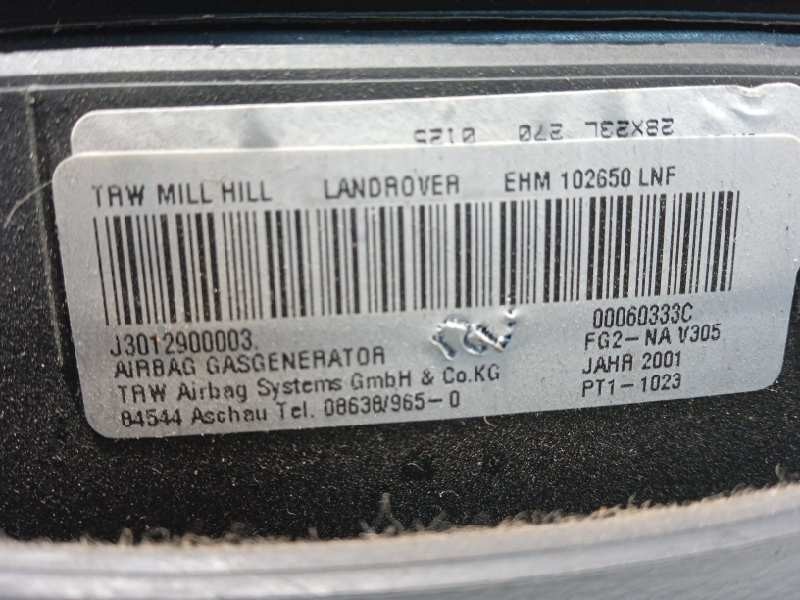 28X23L 270 0125
TRW MILL HILL LANDROVER EHM 102650 LNF
J3012900003. 00060333C
AIRBAG GASGENERATOR FG2-NA V305
TRW Airbag Systems GmbH & Co.KG JAHR 2001
84544 Aschau Tel. 08638/965-0 PT1-1023